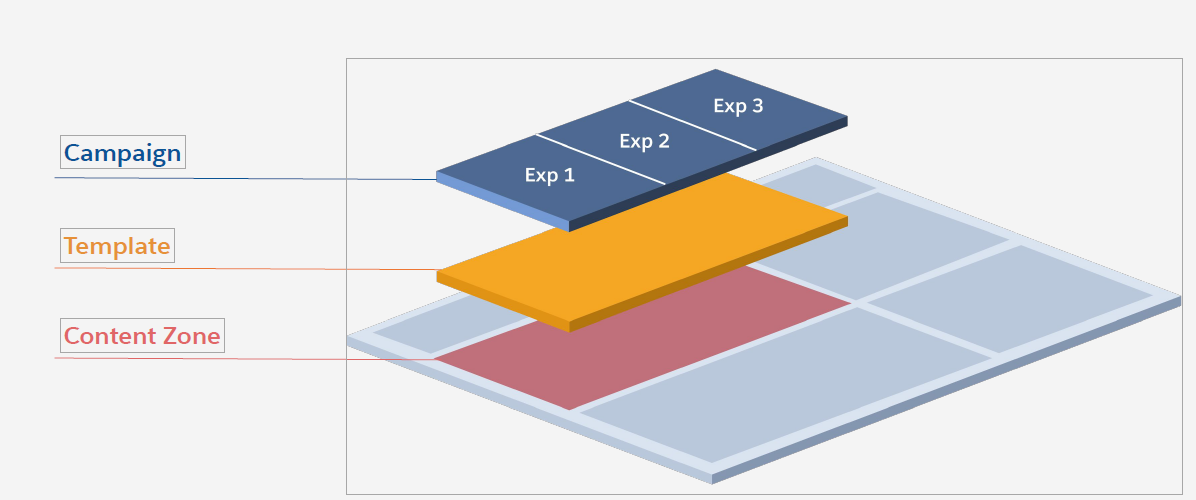 Campaign
Exp 1
Exp 2
Exp 3
Template
Content Zone